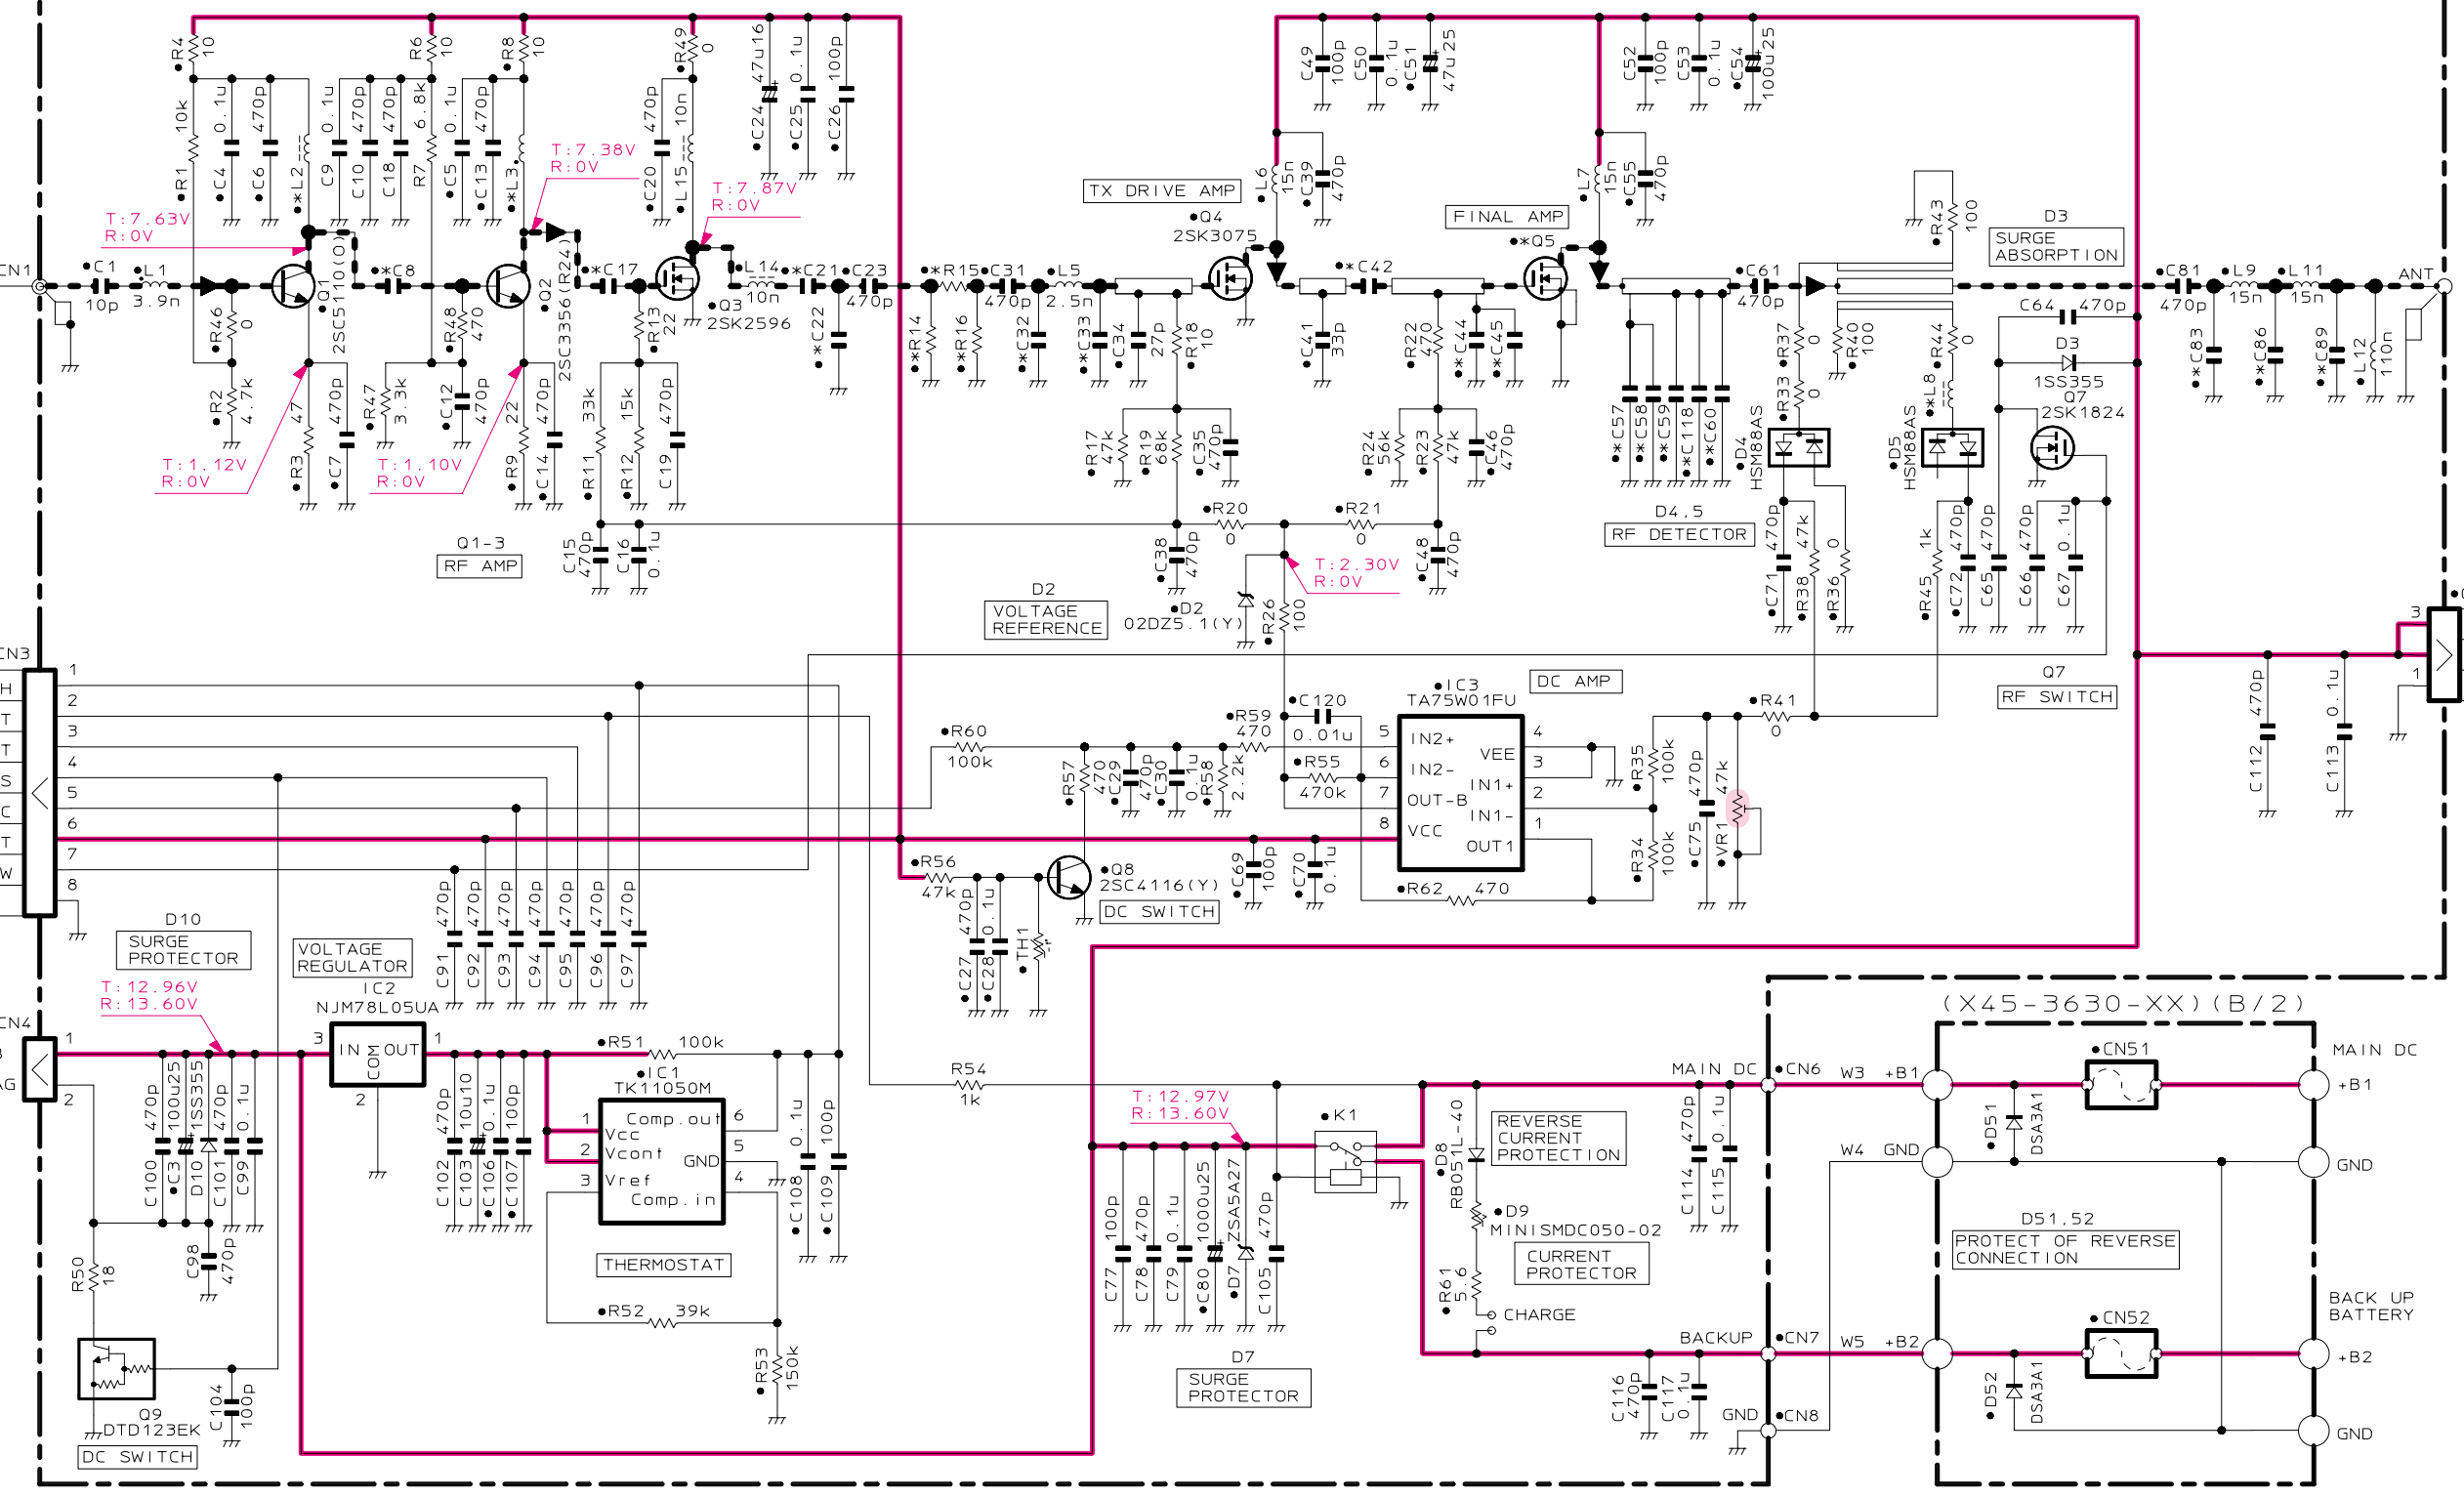 R4 10
R6 10
R8 10
R49 0
C24 47u16
C25 0.1u
C26 100p
C49 100p
C50 0.1u
C51 47u25
C52 100p
C53 0.1u
C54 100u25
R1 10k
C4 0.1u
C6 470p
*L2
C9 0.1u
C10 470p
C18 470p
R7 6.8k
C5 0.1u
C13 470p
*L3
C20 470p
L15 10n
T:7.38V
R:0V
T:7.87V
R:0V
T:7.63V
R:0V
TX DRIVE AMP
Q4
2SK3075
L6 15n
C39 470p
FINAL AMP
*Q5
L7 15n
C55 470p
R43 100
D3
SURGE
ABSORPTION
CN1
C1
10p
L1
3.9n
R46 0
Q1
2SC5110(O)
*C8
R48 470
Q2
2SC3356(R24)
*C17
R13 22
Q3
2SK2596
L14
10n
*C21
C23
470p
*C22
*R15
*R14
*R16
C31
470p
L5
2.5n
*C32
*C33
C34 27p
R18 10
C41 33p
*C42
R22 470
*C44
*C45
C61
470p
R37 0
R40 100
R44 0
C64 470p
D3
1SS355
Q7
2SK1824
C81
470p
L9
15n
L11
15n
ANT
*C83
*C86
*C89
L12 110n
R2 4.7k
R3 47
C7 470p
R47 3.3k
C12 470p
R9 22
C14 470p
R11 33k
R12 15k
C19 470p
T:1.12V
R:0V
T:1.10V
R:0V
R17 47k
R19 68k
C35 470p
R24 56k
R23 47k
C46 470p
*C57
*C58
*C59
*C118
*C60
R33 0
D4
HSM88AS
*L8
D5
HSM88AS
Q1-3
RF AMP
C15 470p
C16 0.1u
C38 470p
R20
0
R21
0
C48 470p
D4,5
RF DETECTOR
T:2.30V
R:0V
C71 470p
R38 47k
R36 0
R45 1k
C72 470p
C65 470p
C66 470p
C67 0.1u
D2
VOLTAGE
REFERENCE
D2
02DZ5.1(Y)
R26 100
Q7
RF SWITCH
3
1
C112 470p
C113 0.1u
CN3
1
2
3
4
5
6
7
8
H
T
T
S
C
T
W
R60
100k
R59
470
C120
0.01u
R55
470k
R57 470
C29 470p
C30 0.1u
R58 2.2k
IC3
TA75W01FU
DC AMP
5 IN2+ VEE 4
6 IN2- IN1+ 3
7 OUT-B IN1- 2
8 VCC OUT1 1
R35 100k
R34 100k
C75 470p
VR1 47k
R41
0
R62 470
C69 100p
C70 0.1u
R56
47k
Q8
2SC4116(Y)
DC SWITCH
C27 470p
C28 0.1u
TH1
D10
SURGE
PROTECTOR
VOLTAGE
REGULATOR
IC2
NJM78L05UA
3 IN OUT 1
COM
2
C91 470p
C92 470p
C93 470p
C94 470p
C95 470p
C96 470p
C97 470p
T:12.96V
R:13.60V
CN4
1
2
AG
C100 470p
C3 100u25
D10 1SS355
C101 470p
C99 0.1u
C102 470p
C103 10u10
C106 0.1u
C107 100p
R51 100k
IC1
TK11050M
1 Vcc Comp.out 6
2 Vcont GND 5
3 Vref Comp.in 4
THERMOSTAT
C108 0.1u
C109 100p
R52 39k
R53 150k
R50 18
C98 470p
C104 100p
Q9
DTD123EK
DC SWITCH
R54
1k
T:12.97V
R:13.60V
K1
C77 100p
C78 470p
C79 0.1u
C80 1000u25
D7 ZSA5A27
C105 470p
D7
SURGE
PROTECTOR
D8
RB051L-40
REVERSE
CURRENT
PROTECTION
D9
MINISMDC050-02
CURRENT
PROTECTOR
R61 5.6
CHARGE
MAIN DC
CN6
C114 470p
C115 0.1u
BACKUP
CN7
C116 470p
C117 0.1u
GND
CN8
(X45-3630-XX)(B/2)
W3 +B1
CN51
MAIN DC
+B1
D51
DSA3A1
W4 GND
GND
D51,52
PROTECT OF REVERSE
CONNECTION
BACK UP
BATTERY
W5 +B2
CN52
+B2
D52
DSA3A1
GND